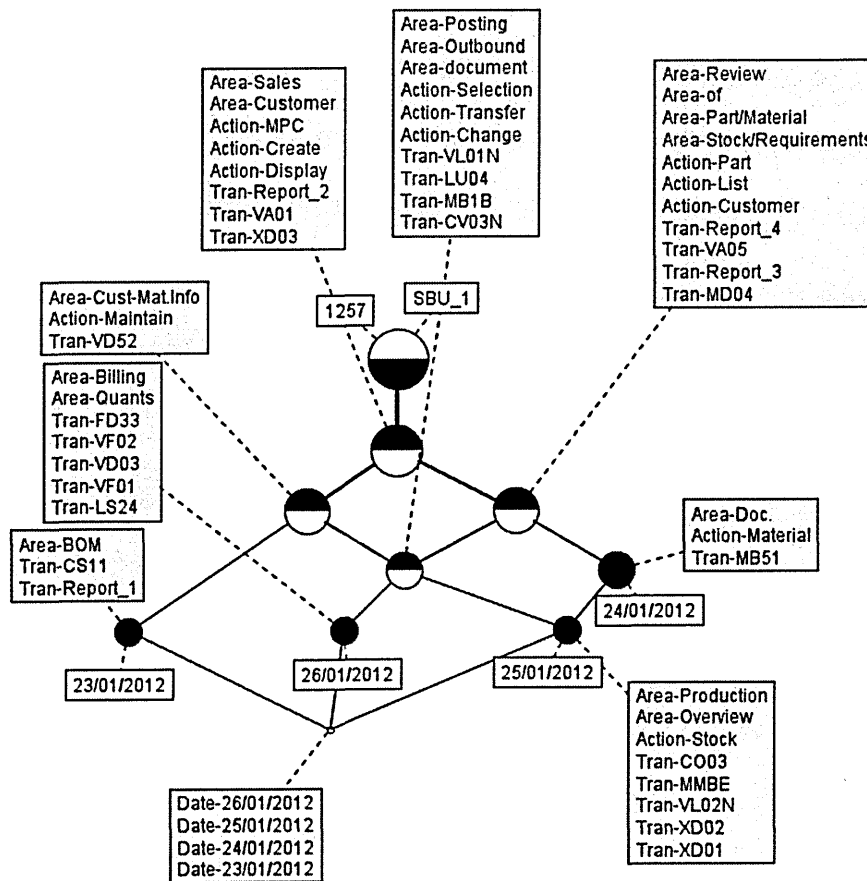 Area-Posting
Area-Outbound
Area-document
Action-Selection
Action-Transfer
Action-Change
Tran-VL01N
Tran-LU04
Tran-MB1B
Tran-CV03N
Area-Sales
Area-Customer
Action-MPC
Action-Create
Action-Display
Tran-Report_2
Tran-VA01
Tran-XD03
Area-Review
Area-of
Area-Part/Material
Area-Stock/Requirements
Action-Part
Action-List
Action-Customer
Tran-Report_4
Tran-VA05
Tran-Report_3
Tran-MD04
1257
SBU_1
Area-Cust-Mat.Info
Action-Maintain
Tran-VD52
Area-Billing
Area-Quants
Tran-FD33
Tran-VF02
Tran-VD03
Tran-VF01
Tran-LS24
Area-BOM
Tran-CS11
Tran-Report_1
Area-Doc.
Action-Material
Tran-MB51
24/01/2012
23/01/2012
26/01/2012
25/01/2012
Area-Production
Area-Overview
Action-Stock
Tran-CO03
Tran-MMBE
Tran-VL02N
Tran-XD02
Tran-XD01
Date-26/01/2012
Date-25/01/2012
Date-24/01/2012
Date-23/01/2012